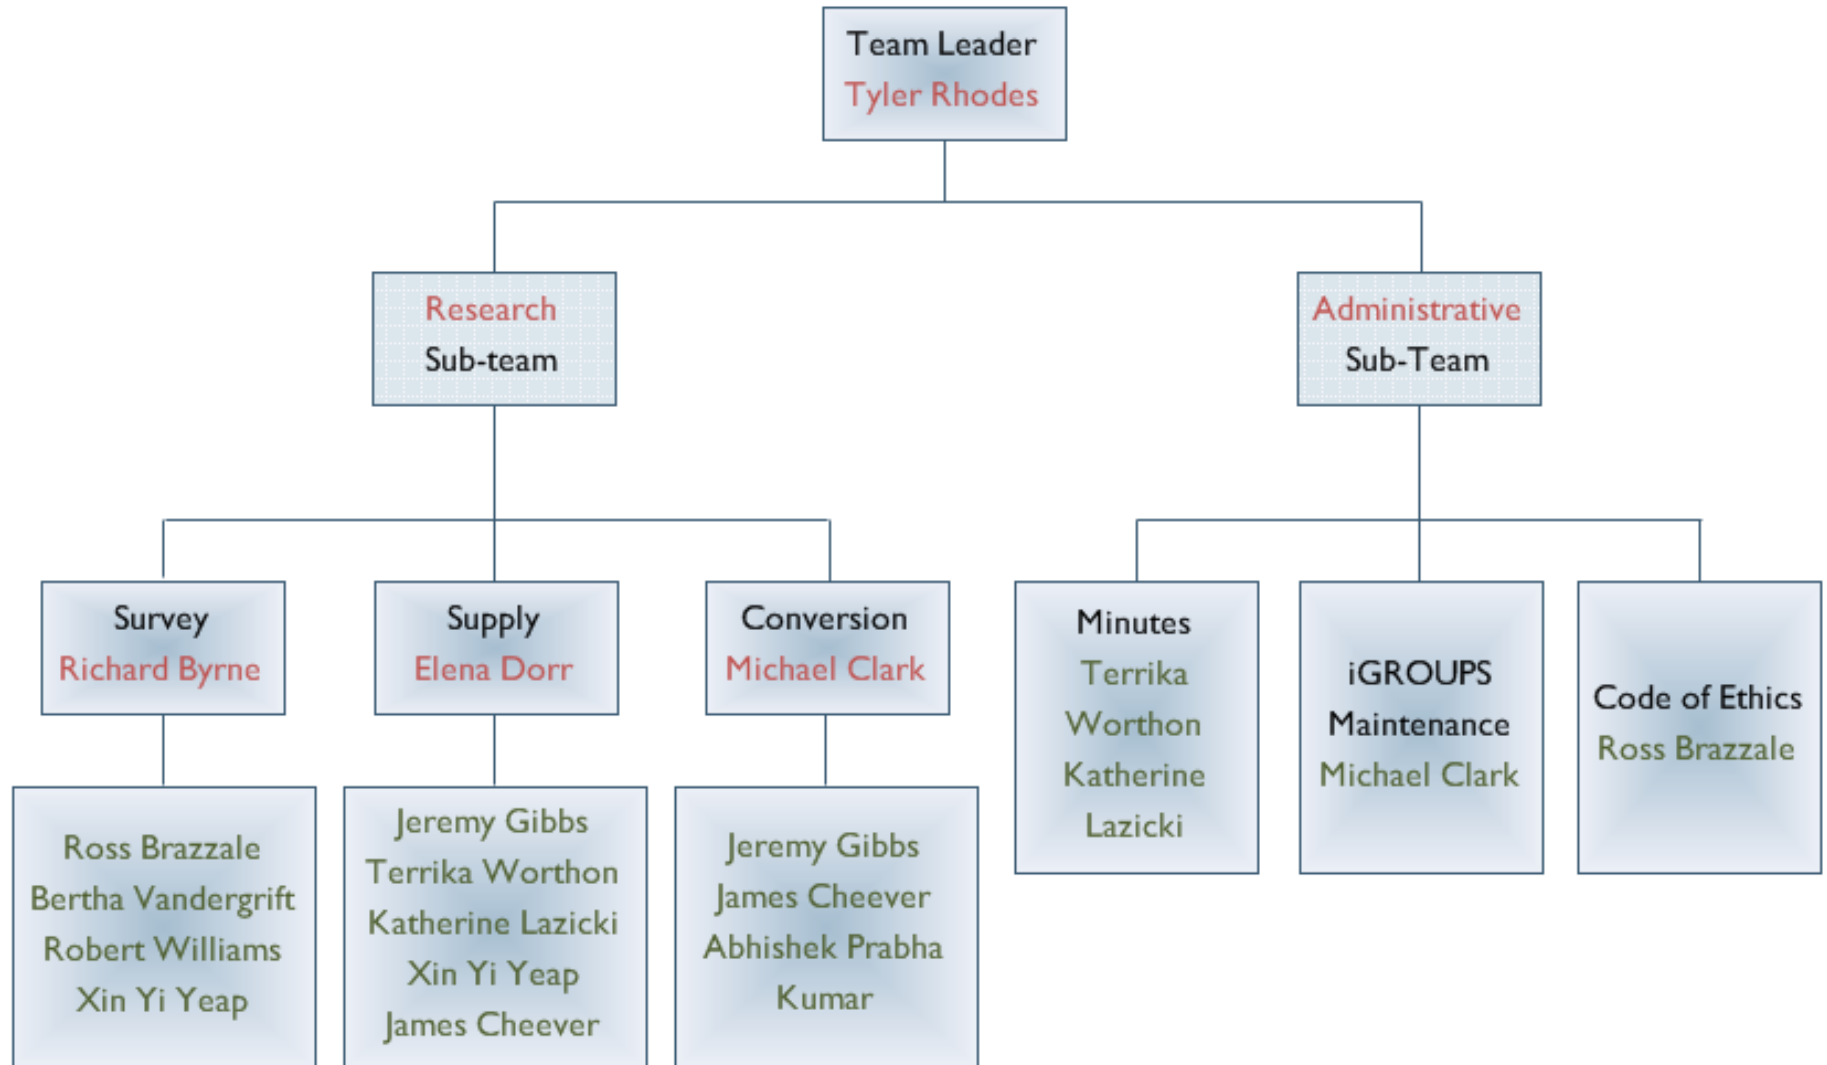 Team Leader
Tyler Rhodes
Research
Sub-team
Administrative
Sub-Team
Survey
Richard Byrne
Supply
Elena Dorr
Conversion
Michael Clark
Minutes
Terrika
Worthon
Katherine
Lazicki
iGROUPS
Maintenance
Michael Clark
Code of Ethics
Ross Brazzale
Ross Brazzale
Bertha Vandergrift
Robert Williams
Xin Yi Yeap
Jeremy Gibbs
Terrika Worthon
Katherine Lazicki
Xin Yi Yeap
James Cheever
Jeremy Gibbs
James Cheever
Abhishek Prabha
Kumar